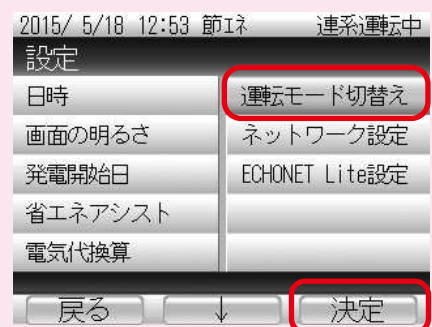 2015/ 5/18 12:53 節エネ 連系運転中
設定
日時 運転モード切替え
画面の明るさ ネットワーク設定
発電開始日 ECHONET Lite設定
省エネアシスト
電気代換算
戻る ↓ 決定